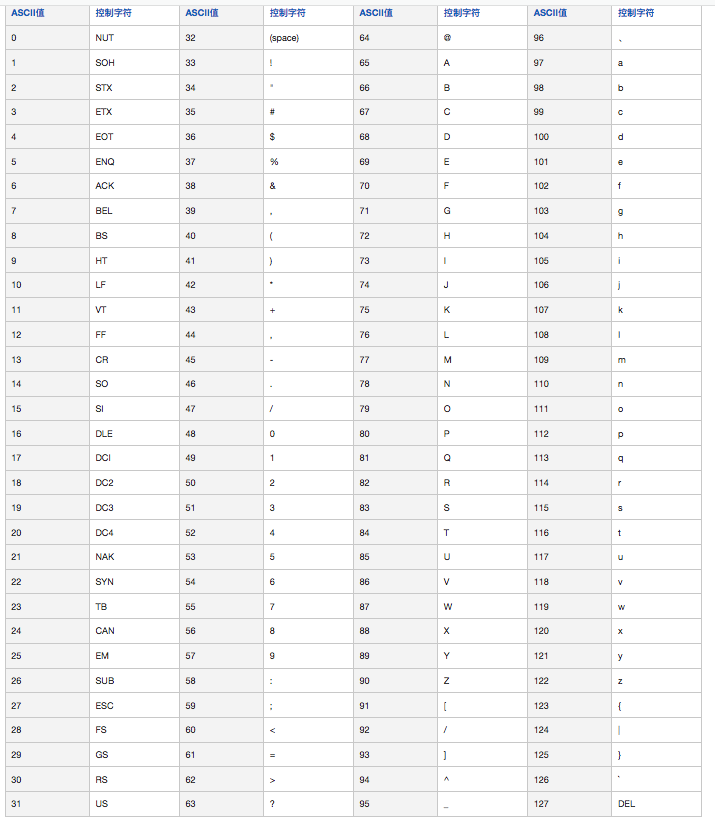 ASCII值 控制字符 ASCII值 控制字符 ASCII值 控制字符 ASCII值 控制字符
0 NUT 32 (space) 64 @ 96 、
1 SOH 33 ! 65 A 97 a
2 STX 34 " 66 B 98 b
3 ETX 35 # 67 C 99 c
4 EOT 36 $ 68 D 100 d
5 ENQ 37 % 69 E 101 e
6 ACK 38 & 70 F 102 f
7 BEL 39 , 71 G 103 g
8 BS 40 ( 72 H 104 h
9 HT 41 ) 73 I 105 i
10 LF 42 * 74 J 106 j
11 VT 43 + 75 K 107 k
12 FF 44 , 76 L 108 l
13 CR 45 - 77 M 109 m
14 SO 46 . 78 N 110 n
15 SI 47 / 79 O 111 o
16 DLE 48 0 80 P 112 p
17 DCI 49 1 81 Q 113 q
18 DC2 50 2 82 R 114 r
19 DC3 51 3 83 S 115 s
20 DC4 52 4 84 T 116 t
21 NAK 53 5 85 U 117 u
22 SYN 54 6 86 V 118 v
23 TB 55 7 87 W 119 w
24 CAN 56 8 88 X 120 x
25 EM 57 9 89 Y 121 y
26 SUB 58 : 90 Z 122 z
27 ESC 59 ; 91 [ 123 {
28 FS 60 < 92 / 124 |
29 GS 61 = 93 ] 125 }
30 RS 62 > 94 ^ 126 `
31 US 63 ? 95 _ 127 DEL